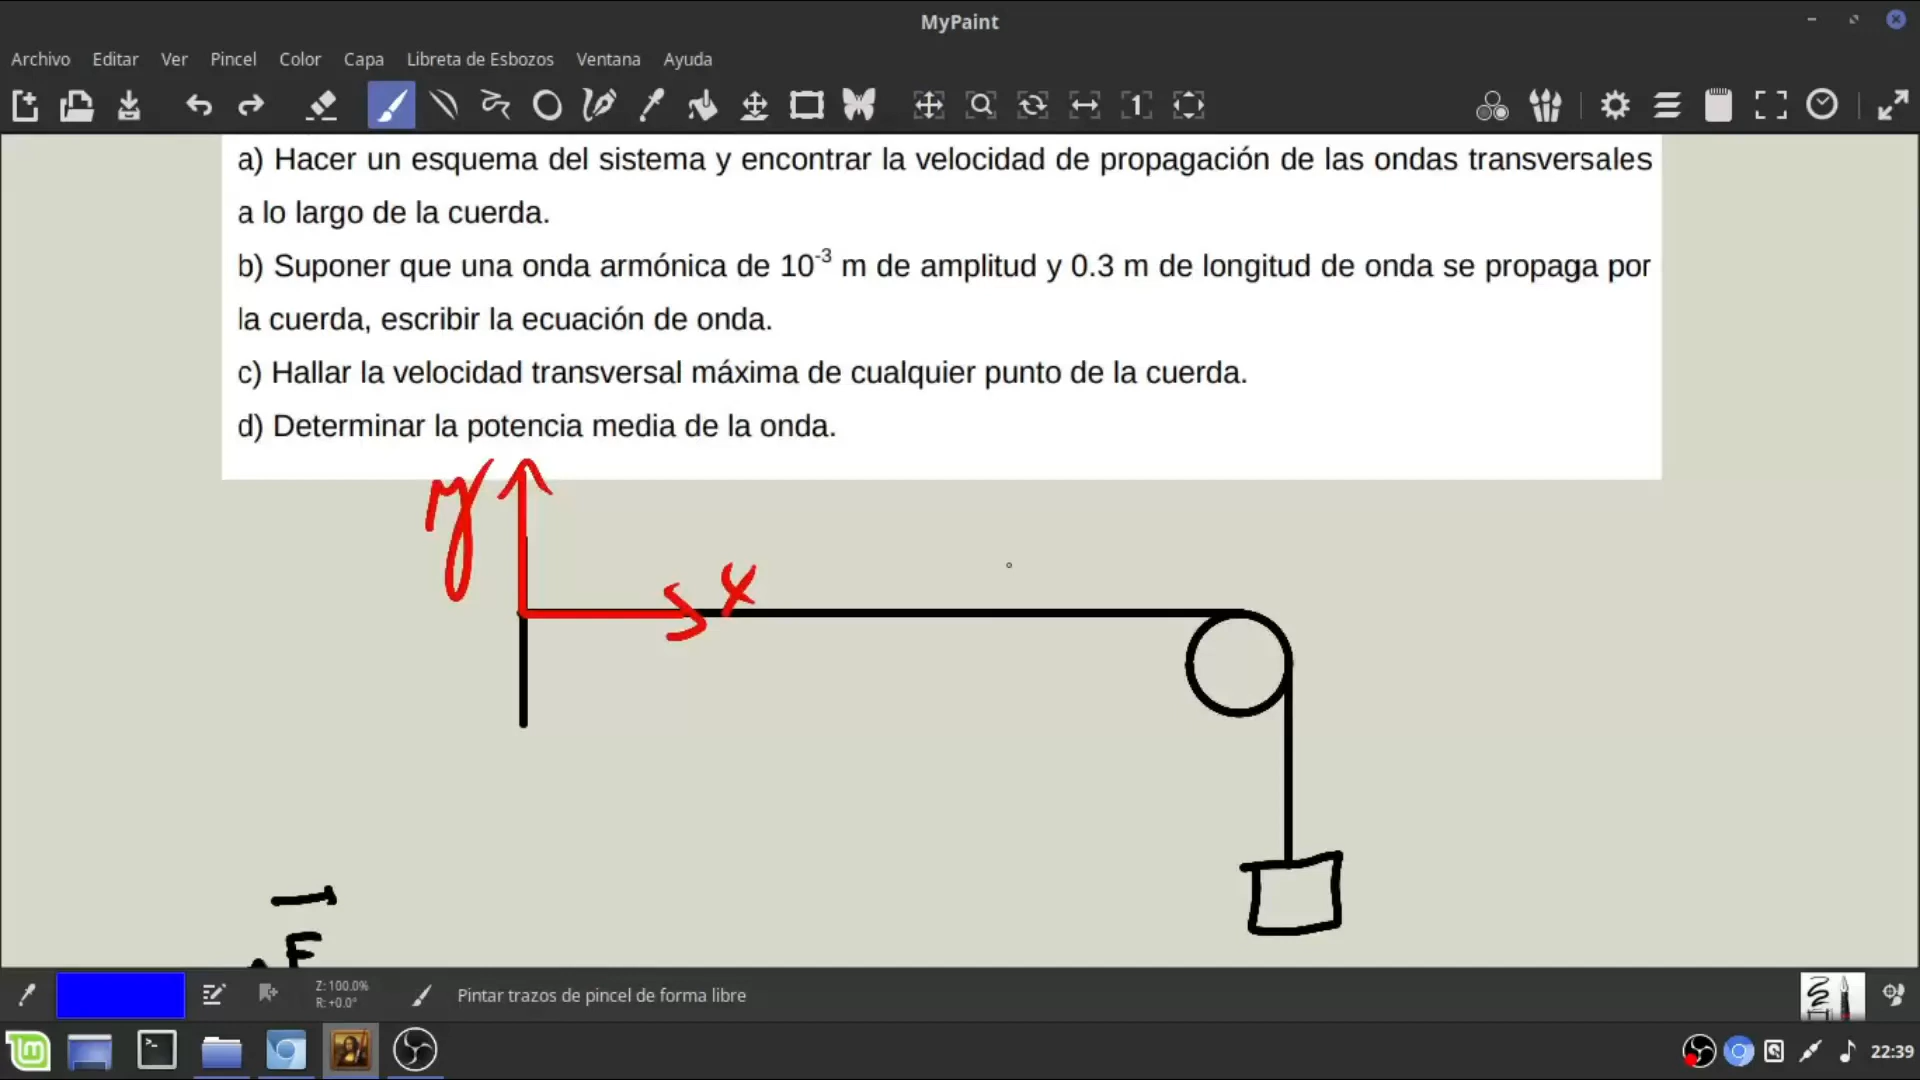 MyPaint
Archivo Editar Ver Pincel Color Capa Libreta de Esbozos Ventana Ayuda
a) Hacer un esquema del sistema y encontrar la velocidad de propagación de las ondas transversales
a lo largo de la cuerda.
b) Suponer que una onda armónica de 10⁻³ m de amplitud y 0.3 m de longitud de onda se propaga por
la cuerda, escribir la ecuación de onda.
c) Hallar la velocidad transversal máxima de cualquier punto de la cuerda.
d) Determinar la potencia media de la onda.
y
x
F
Z: 100.0%
R: +0.0°
Pintar trazos de pincel de forma libre
22:39